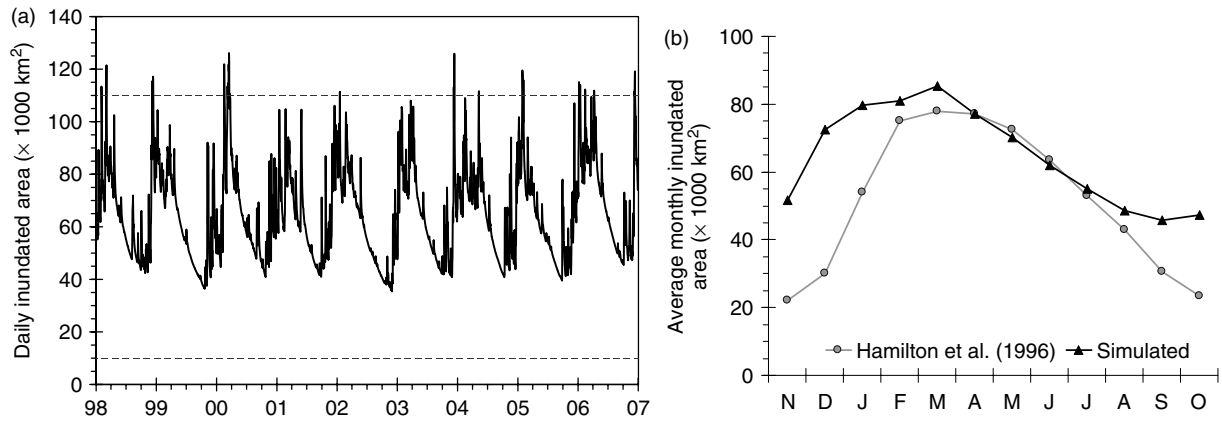 (a)
Daily inundated area (× 1000 km²)
140
120
100
80
60
40
20
0
98 99 00 01 02 03 04 05 06 07
(b)
Average monthly inundated
area (× 1000 km²)
100
80
60
40
20
0
Hamilton et al. (1996) Simulated
N D J F M A M J J A S O